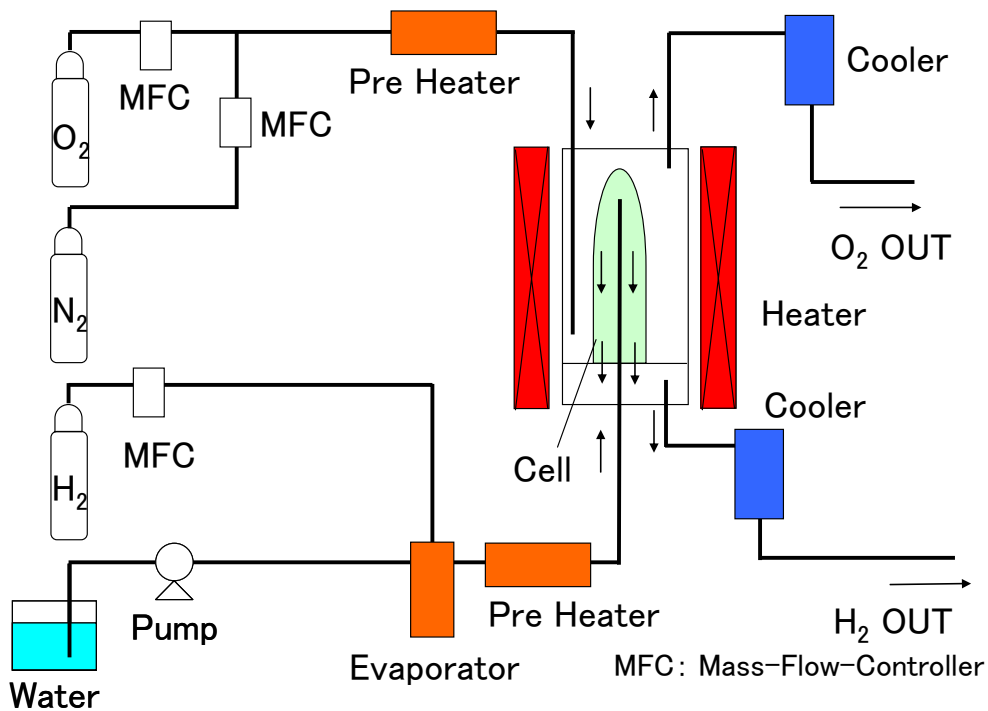 Cooler
MFC
Pre Heater
MFC
O₂
O₂ OUT
N₂
Heater
Cooler
MFC
Cell
H₂
Pre Heater
Pump
H₂ OUT
Evaporator
MFC: Mass-Flow-Controller
Water